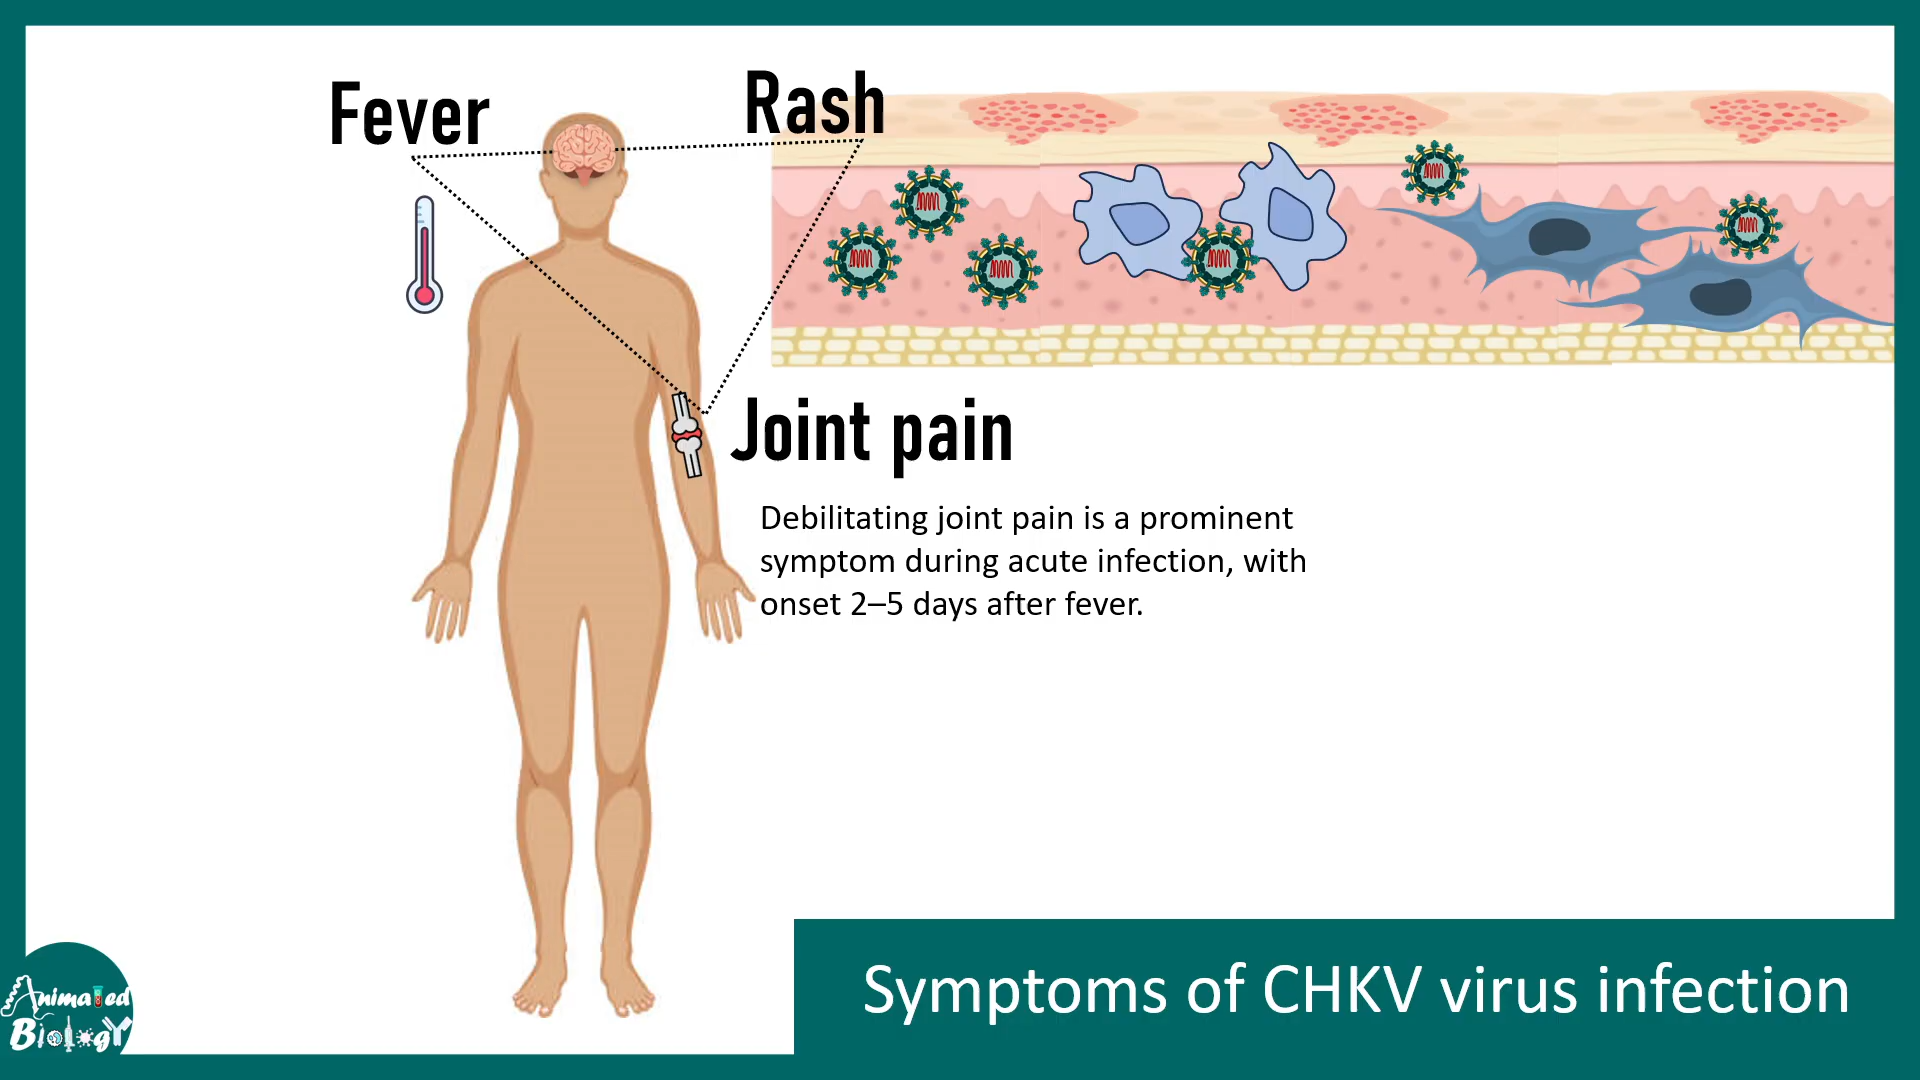 Fever
Rash
Joint pain
Debilitating joint pain is a prominent
symptom during acute infection, with
onset 2–5 days after fever.
Symptoms of CHKV virus infection
Animated
Biology